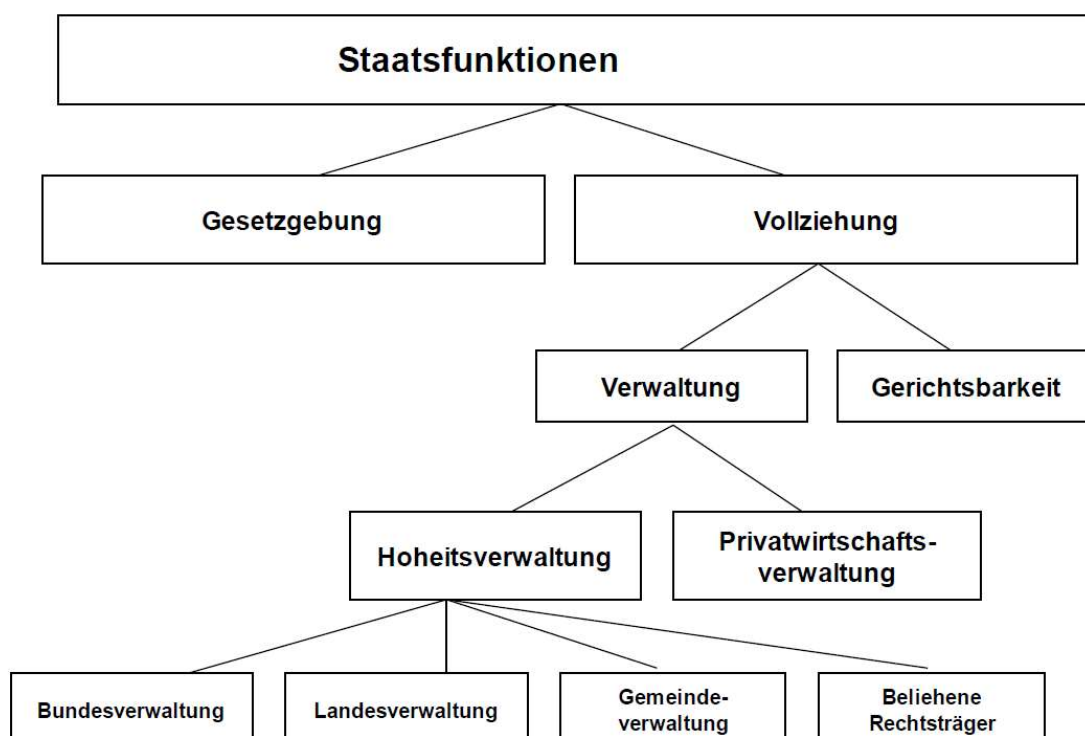 Staatsfunktionen
Gesetzgebung
Vollziehung
Verwaltung
Gerichtsbarkeit
Hoheitsverwaltung
Privatwirtschafts-
verwaltung
Bundesverwaltung
Landesverwaltung
Gemeinde-
verwaltung
Beliehene
Rechtsträger